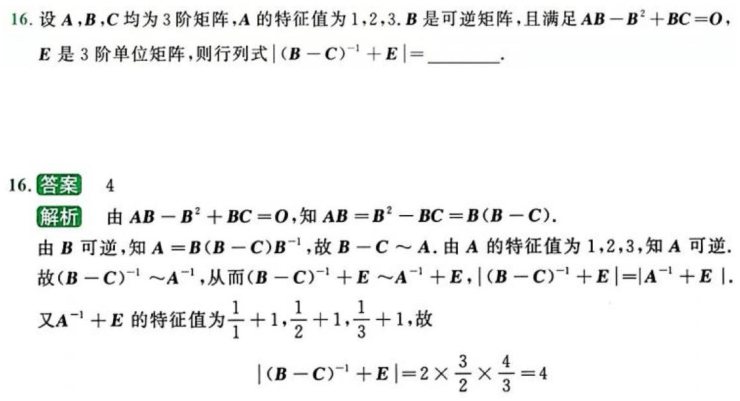 16. 设 A,B,C 均为 3 阶矩阵,A 的特征值为 1,2,3. B 是可逆矩阵,且满足 AB－B²＋BC＝O,
E 是 3 阶单位矩阵,则行列式|(B－C)⁻¹＋E|＝______.
16. 答案 4
解析 由 AB－B²＋BC＝O,知 AB＝B²－BC＝B(B－C).
由 B 可逆,知 A＝B(B－C)B⁻¹,故 B－C～A. 由 A 的特征值为 1,2,3,知 A 可逆.
故(B－C)⁻¹～A⁻¹,从而(B－C)⁻¹＋E～A⁻¹＋E,|(B－C)⁻¹＋E|＝|A⁻¹＋E|.
又A⁻¹＋E 的特征值为1/1＋1,1/2＋1,1/3＋1,故
|(B－C)⁻¹＋E|＝2×3/2×4/3＝4